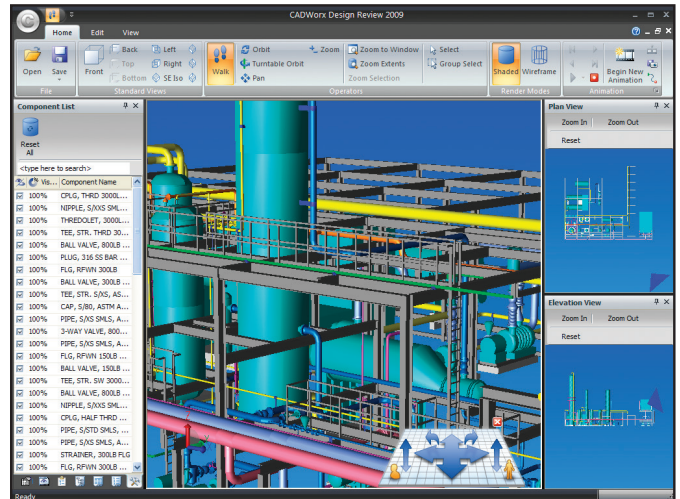 CADWorx Design Review 2009
Home Edit View
Open
Save
Front
Back
Top
Bottom
Left
Right
SE Iso
Walk
Orbit
Turntable Orbit
Pan
Zoom
Zoom to Window
Zoom Extents
Zoom Selection
Select
Group Select
Shaded
Wireframe
Begin New
Animation
File
Standard Views
Operators
Render Modes
Animation
Component List
Reset
All
<type here to search>
Vis... Component Name
100% CPLG, THRD 3000L...
100% NIPPLE, S/XXS SML...
100% THREDOLET, 3000L...
100% TEE, STR. THRD 30...
100% BALL VALVE, 800LB ...
100% PLUG, 316 SS BAR ...
100% FLG, RFWN 300LB
100% BALL VALVE, 300LB ...
100% TEE, STR. S/XS, AS...
100% CAP, S/80, ASTM A...
100% PIPE, S/XS SMLS, A...
100% 3-WAY VALVE, 800...
100% PIPE, S/XS SMLS, A...
100% FLG, RFWN 150LB ...
100% BALL VALVE, 150LB ...
100% TEE, STR. SW 3000...
100% BALL VALVE, 800LB ...
100% NIPPLE, S/XXS SML...
100% CPLG, HALF THRD ...
100% PIPE, S/STD SMLS, ...
100% PIPE, S/XS SMLS, A...
100% STRAINER, 300LB FLG
100% FLG, RFWN 300LB ...
Plan View
Zoom In Zoom Out
Reset
Elevation View
Zoom In Zoom Out
Reset
Ready